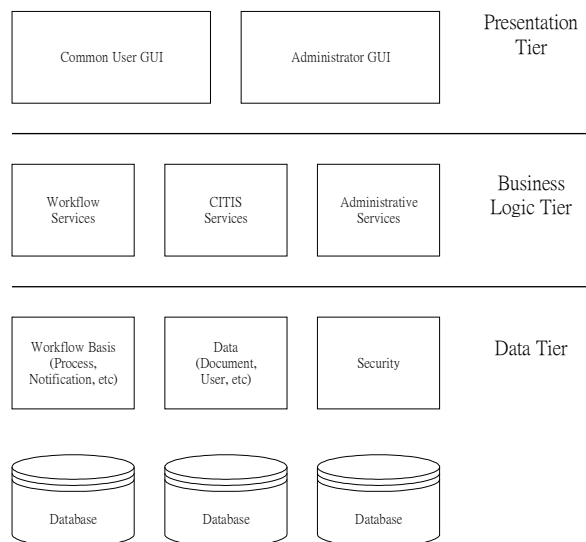 Common User GUI
Administrator GUI
Presentation
Tier
Workflow
Services
CITIS
Services
Administrative
Services
Business
Logic Tier
Workflow Basis
(Process,
Notification, etc)
Data
(Document,
User, etc)
Security
Data Tier
Database
Database
Database